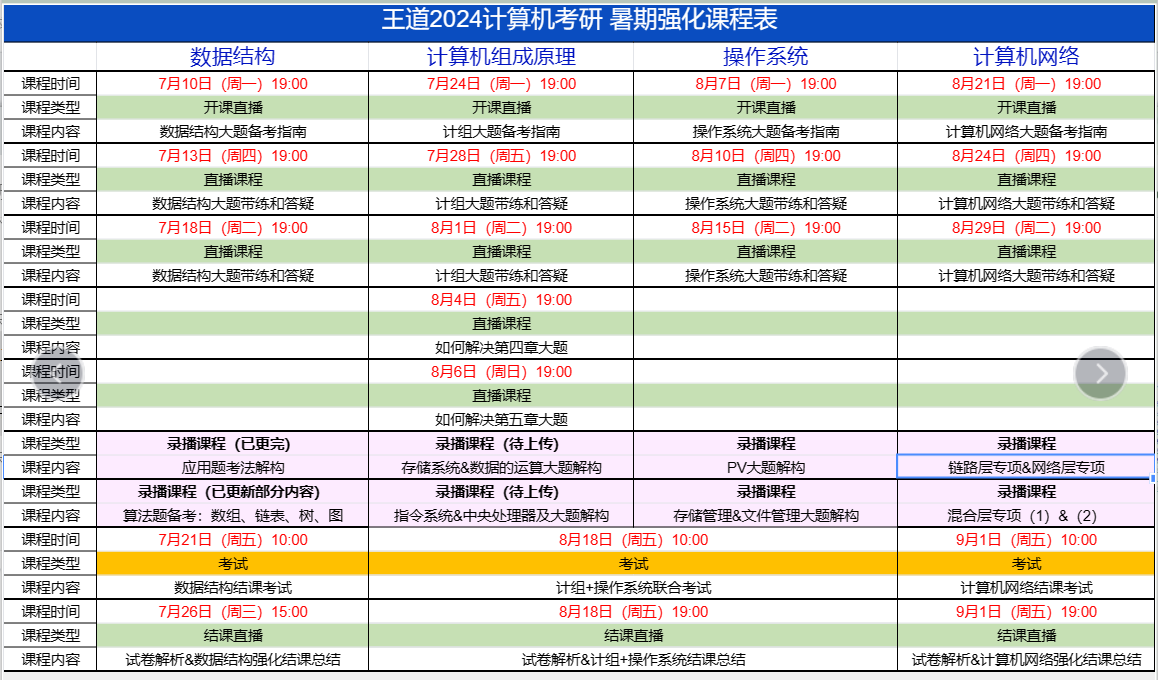 王道2024计算机考研 暑期强化课程表
数据结构 计算机组成原理 操作系统 计算机网络
课程时间 7月10日（周一）19:00 7月24日（周一）19:00 8月7日（周一）19:00 8月21日（周一）19:00
课程类型 开课直播 开课直播 开课直播 开课直播
课程内容 数据结构大题备考指南 计组大题备考指南 操作系统大题备考指南 计算机网络大题备考指南
课程时间 7月13日（周四）19:00 7月28日（周五）19:00 8月10日（周四）19:00 8月24日（周四）19:00
课程类型 直播课程 直播课程 直播课程 直播课程
课程内容 数据结构大题带练和答疑 计组大题带练和答疑 操作系统大题带练和答疑 计算机网络大题带练和答疑
课程时间 7月18日（周二）19:00 8月1日（周二）19:00 8月15日（周二）19:00 8月29日（周二）19:00
课程类型 直播课程 直播课程 直播课程 直播课程
课程内容 数据结构大题带练和答疑 计组大题带练和答疑 操作系统大题带练和答疑 计算机网络大题带练和答疑
课程时间 8月4日（周五）19:00
课程类型 直播课程
课程内容 如何解决第四章大题
课程时间 8月6日（周日）19:00
课程类型 直播课程
课程内容 如何解决第五章大题
课程类型 录播课程（已更完） 录播课程（待上传） 录播课程 录播课程
课程内容 应用题考法解构 存储系统&数据的运算大题解构 PV大题解构 链路层专项&网络层专项
课程类型 录播课程（已更新部分内容） 录播课程（待上传） 录播课程 录播课程
课程内容 算法题备考：数组、链表、树、图 指令系统&中央处理器及大题解构 存储管理&文件管理大题解构 混合层专项（1）&（2）
课程时间 7月21日（周五）10:00 8月18日（周五）10:00 9月1日（周五）10:00
课程类型 考试 考试 考试
课程内容 数据结构结课考试 计组+操作系统联合考试 计算机网络结课考试
课程时间 7月26日（周三）15:00 8月18日（周五）19:00 9月1日（周五）19:00
课程类型 结课直播 结课直播 结课直播
课程内容 试卷解析&数据结构强化结课总结 试卷解析&计组+操作系统结课总结 试卷解析&计算机网络强化结课总结